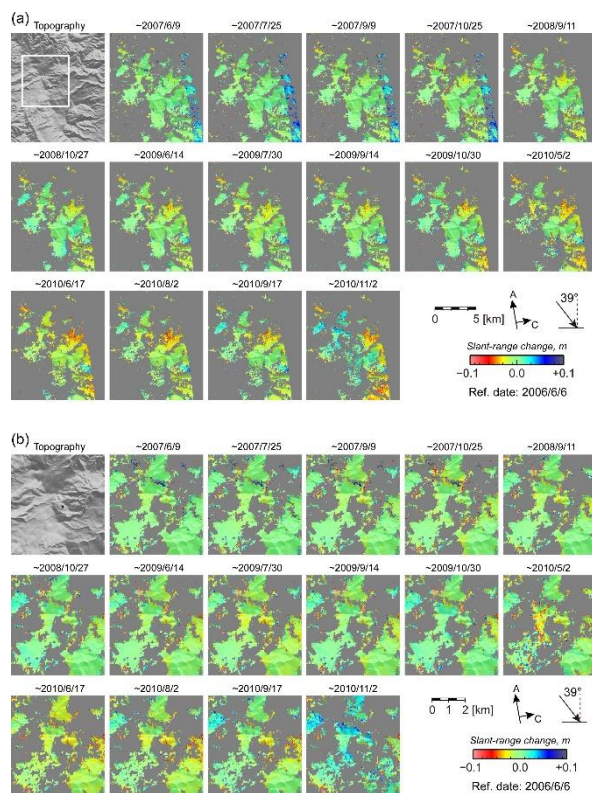 (a)
Topography ~2007/6/9 ~2007/7/25 ~2007/9/9 ~2007/10/25 ~2008/9/11
~2008/10/27 ~2009/6/14 ~2009/7/30 ~2009/9/14 ~2009/10/30 ~2010/5/2
~2010/6/17 ~2010/8/2 ~2010/9/17 ~2010/11/2
A
C
39°
0 5 [km]
Slant-range change, m
−0.1 0.0 +0.1
Ref. date: 2006/6/6
(b)
Topography ~2007/6/9 ~2007/7/25 ~2007/9/9 ~2007/10/25 ~2008/9/11
~2008/10/27 ~2009/6/14 ~2009/7/30 ~2009/9/14 ~2009/10/30 ~2010/5/2
~2010/6/17 ~2010/8/2 ~2010/9/17 ~2010/11/2
A
C
39°
0 1 2 [km]
Slant-range change, m
−0.1 0.0 +0.1
Ref. date: 2006/6/6